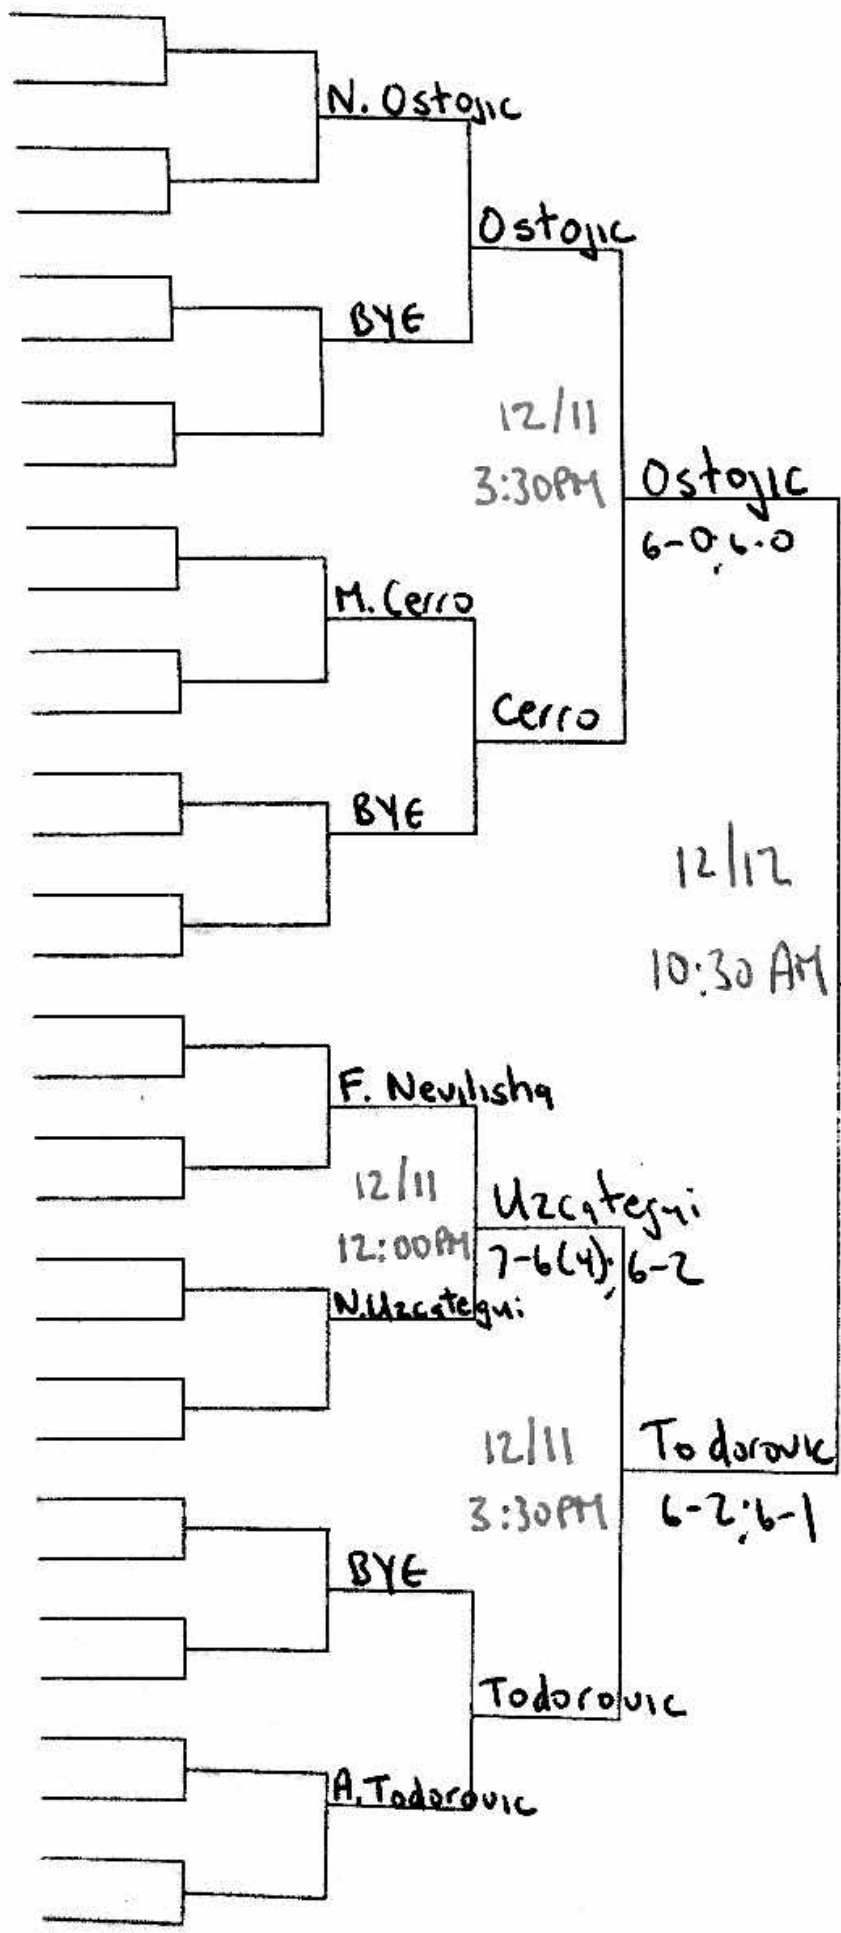 N. Ostojic
Ostojic
BYE
12/11
3:30PM
Ostojic
6-0; 6-0
M. Cerro
Cerro
BYE
12/12
10:30 AM
F. Nevilisha
12/11
12:00PM
Uzcategui
7-6(4); 6-2
N. Uzcategui
12/11
3:30PM
Todorovic
6-2; 6-1
BYE
Todorovic
A. Todorovic